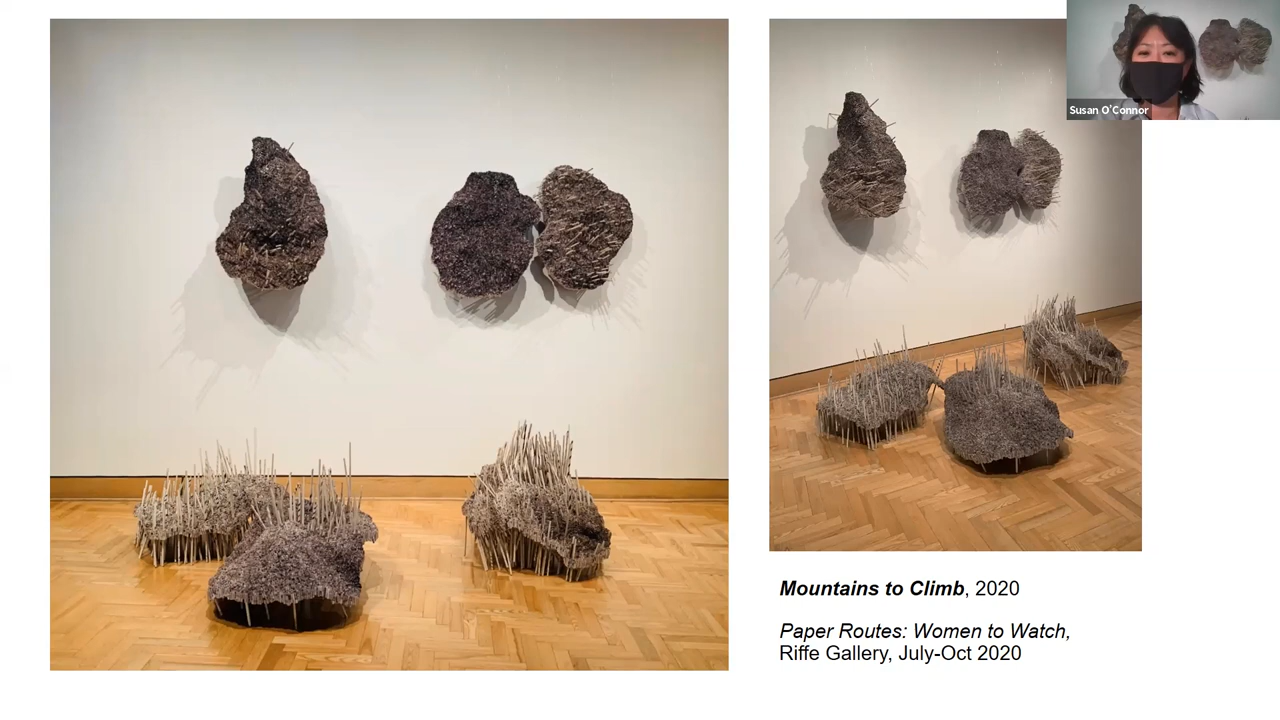 Susan O'Connor
Mountains to Climb, 2020
Paper Routes: Women to Watch,
Riffe Gallery, July-Oct 2020